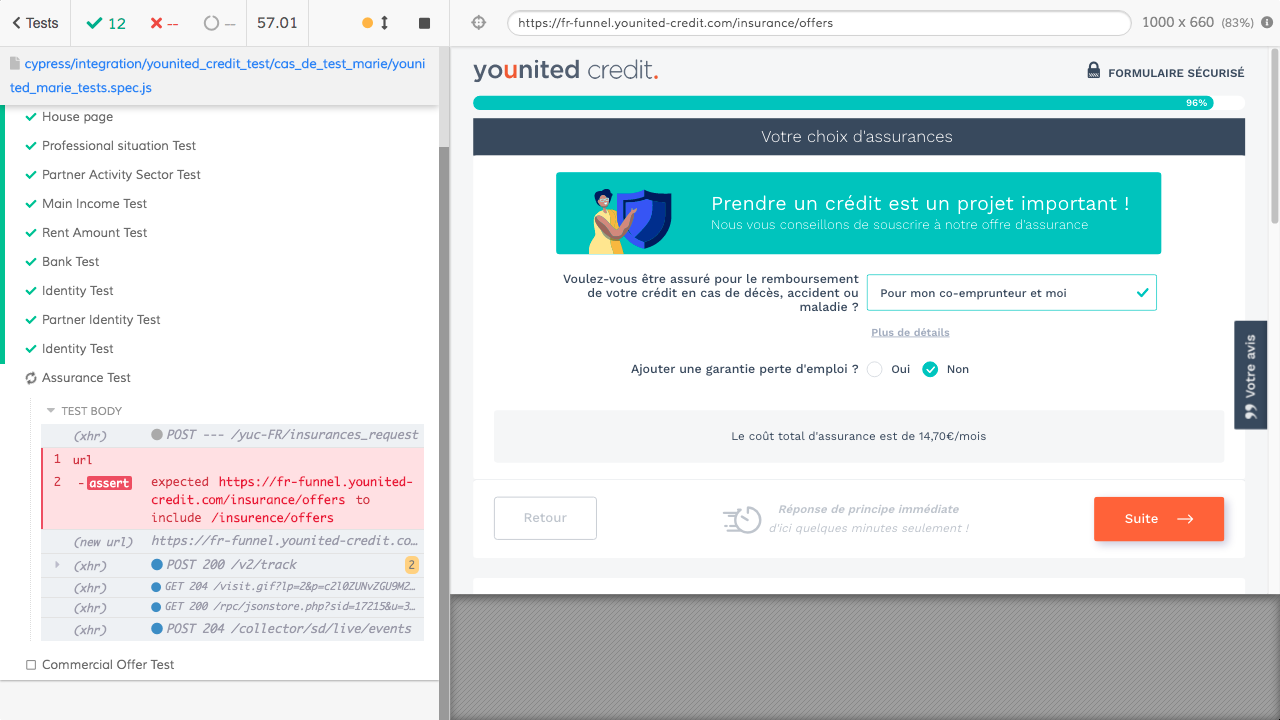 Tests
12
--
--
57.01
https://fr-funnel.younited-credit.com/insurance/offers
1000 x 660 (83%)
cypress/integration/younited_credit_test/cas_de_test_marie/youni
ted_marie_tests.spec.js
House page
Professional situation Test
Partner Activity Sector Test
Main Income Test
Rent Amount Test
Bank Test
Identity Test
Partner Identity Test
Identity Test
Assurance Test
TEST BODY
(xhr) POST --- /yuc-FR/insurances_request
1 url
2 -assert expected https://fr-funnel.younited-
credit.com/insurance/offers to
include /insurence/offers
(new url) https://fr-funnel.younited-credit.co…
(xhr) POST 200 /v2/track 2
(xhr) GET 204 /visit.gif?lp=2&p=c2l0ZUNvZGU9M2…
(xhr) GET 200 /rpc/jsonstore.php?sid=17215&u=3…
(xhr) POST 204 /collector/sd/live/events
Commercial Offer Test
younited credit.
FORMULAIRE SÉCURISÉ
96%
Votre choix d'assurances
Prendre un crédit est un projet important !
Nous vous conseillons de souscrire à notre offre d'assurance
Voulez-vous être assuré pour le remboursement
de votre crédit en cas de décès, accident ou
maladie ?
Pour mon co-emprunteur et moi
Plus de détails
Ajouter une garantie perte d'emploi ? Oui Non
Le coût total d'assurance est de 14,70€/mois
Retour
Réponse de principe immédiate
d'ici quelques minutes seulement !
Suite
Votre avis